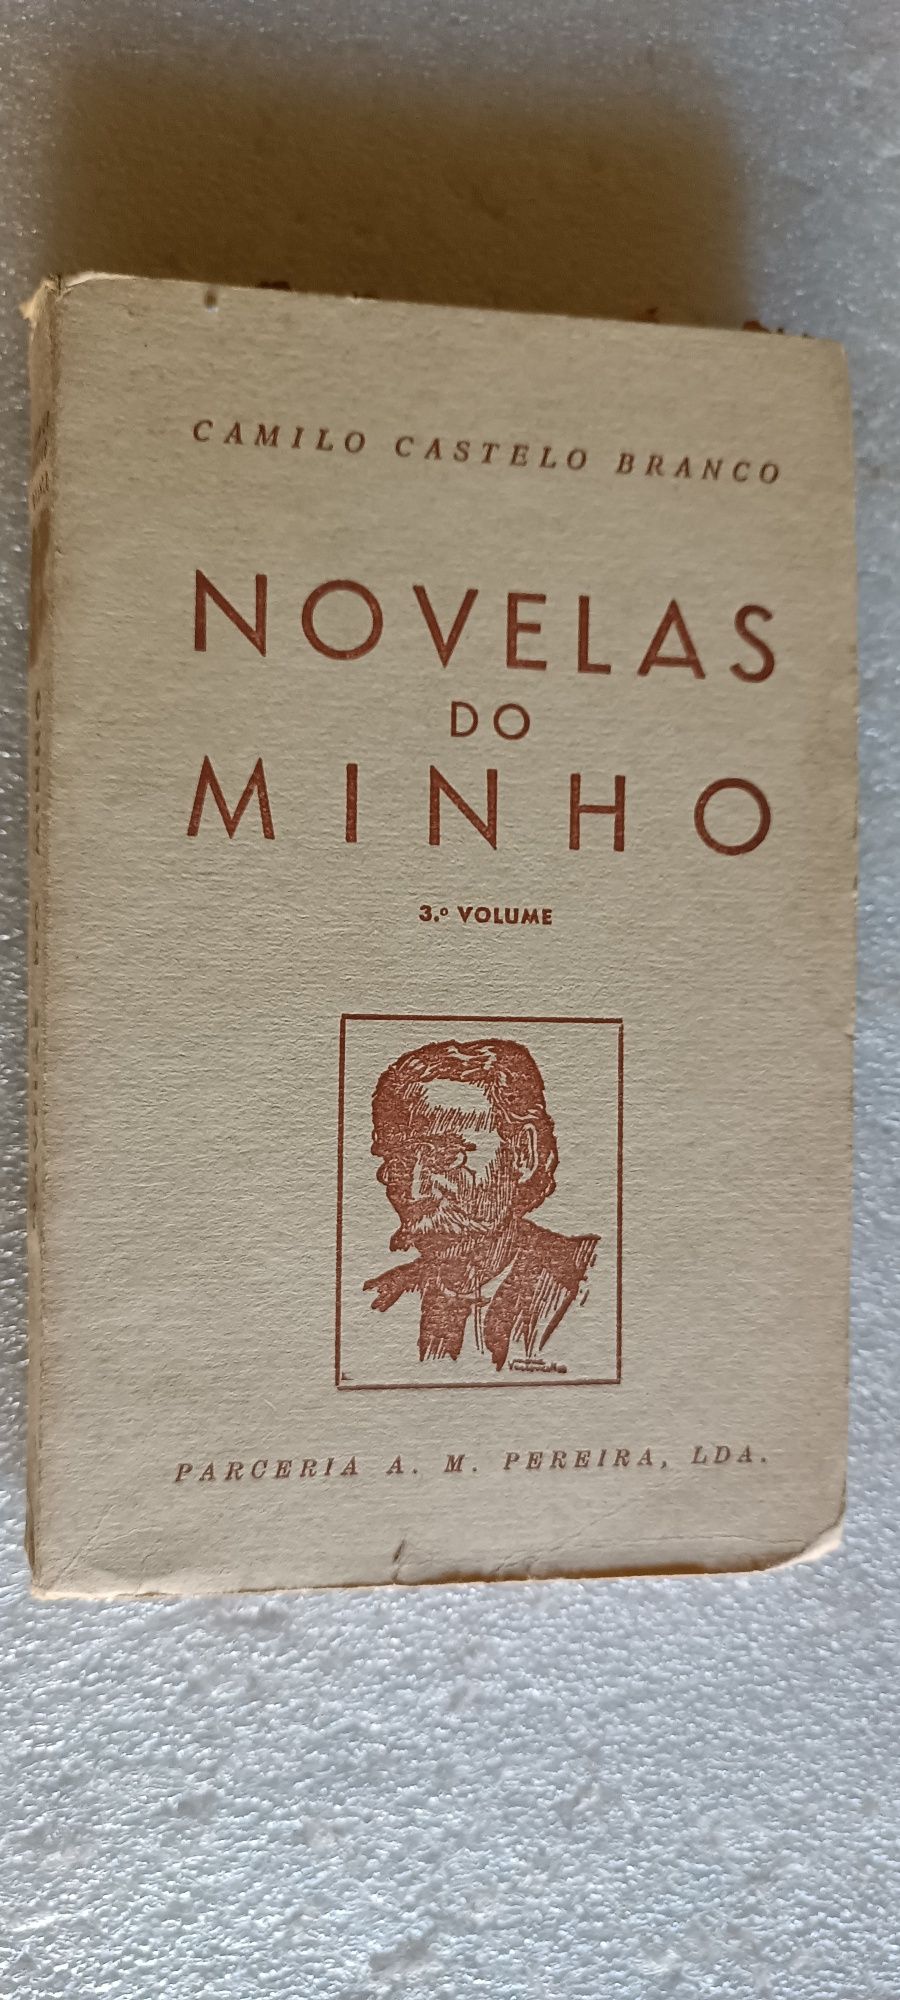 CAMILO CASTELO BRANCO
NOVELAS
DO
MINHO
3.º VOLUME
PARCERIA A. M. PEREIRA, LDA.